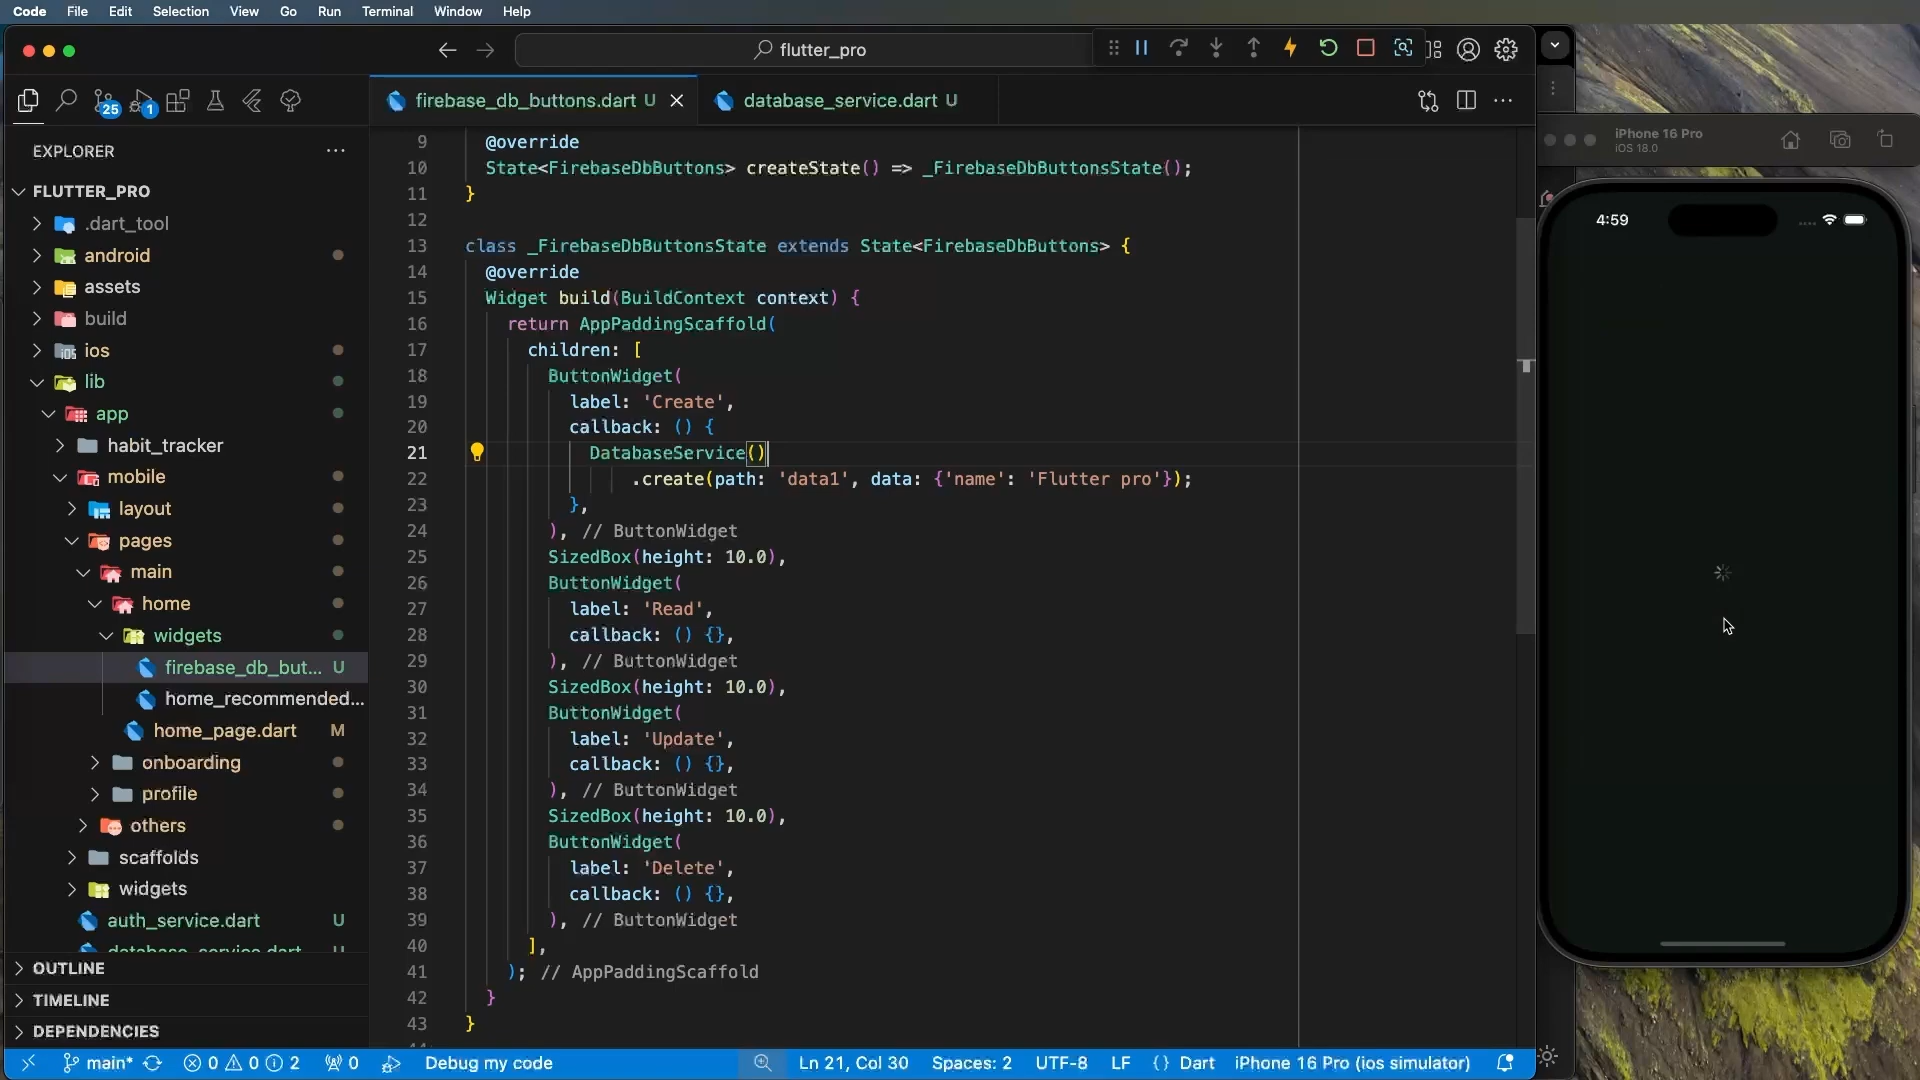 Code File Edit Selection View Go Run Terminal Window Help
flutter_pro
25
1
firebase_db_buttons.dart U
database_service.dart U
EXPLORER
FLUTTER_PRO
.dart_tool
android
assets
build
ios
lib
app
habit_tracker
mobile
layout
pages
main
home
widgets
firebase_db_but... U
home_recommended...
home_page.dart M
onboarding
profile
others
scaffolds
widgets
auth_service.dart U
database_service.dart U
OUTLINE
TIMELINE
DEPENDENCIES
9 @override
10 State<FirebaseDbButtons> createState() => _FirebaseDbButtonsState();
11 }
12
13 class _FirebaseDbButtonsState extends State<FirebaseDbButtons> {
14 @override
15 Widget build(BuildContext context) {
16 return AppPaddingScaffold(
17 children: [
18 ButtonWidget(
19 label: 'Create',
20 callback: () {
21 DatabaseService()
22 .create(path: 'data1', data: {'name': 'Flutter pro'});
23 },
24 ), // ButtonWidget
25 SizedBox(height: 10.0),
26 ButtonWidget(
27 label: 'Read',
28 callback: () {},
29 ), // ButtonWidget
30 SizedBox(height: 10.0),
31 ButtonWidget(
32 label: 'Update',
33 callback: () {},
34 ), // ButtonWidget
35 SizedBox(height: 10.0),
36 ButtonWidget(
37 label: 'Delete',
38 callback: () {},
39 ), // ButtonWidget
40 ],
41 ); // AppPaddingScaffold
42 }
43 }
iPhone 16 Pro
iOS 18.0
4:59
main* 0 0 2 0 Debug my code Ln 21, Col 30 Spaces: 2 UTF-8 LF {} Dart iPhone 16 Pro (ios simulator)